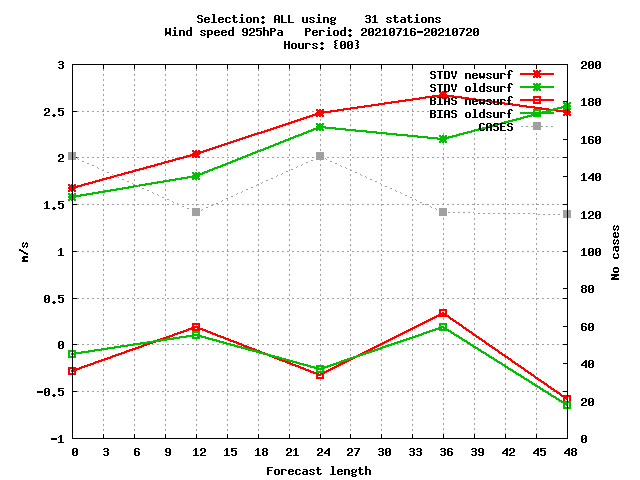 Selection: ALL using    31 stations
Wind speed 925hPa   Period: 20210716-20210720
Hours: {00}
STDV newsurf
STDV oldsurf
BIAS newsurf
BIAS oldsurf
CASES
m/s
3
2.5
2
1.5
1
0.5
0
-0.5
-1
200
180
160
140
120
100
80
60
40
20
0
No cases
0 3 6 9 12 15 18 21 24 27 30 33 36 39 42 45 48
Forecast length